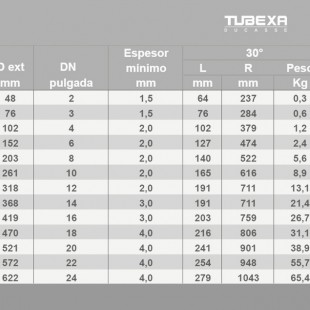 TUBEXA
DUCASSE
D ext mm DN pulgada Espesor minimo mm 30°
L mm R mm Peso Kg
48 2 1,5 64 237 0,3
76 3 1,5 76 284 0,6
102 4 2,0 102 379 1,2
152 6 2,0 127 474 2,4
203 8 2,0 140 522 5,6
261 10 2,0 165 616 8,9
318 12 2,0 191 711 13,1
368 14 3,0 191 711 21,4
419 16 3,0 203 759 26,7
470 18 4,0 216 806 31,1
521 20 4,0 241 901 38,9
572 22 4,0 254 948 55,7
622 24 4,0 279 1043 65,4